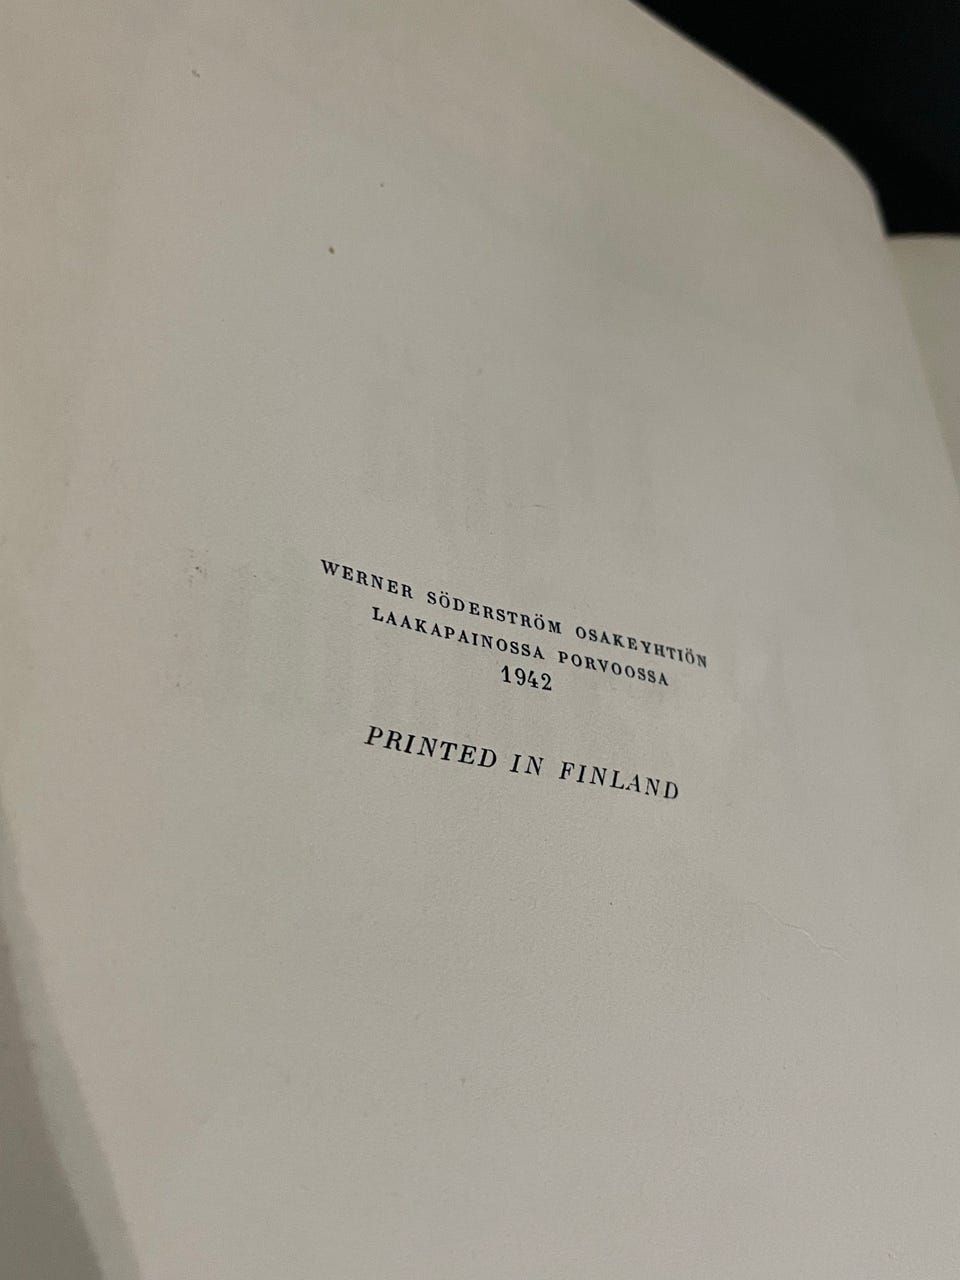 WERNER SÖDERSTRÖM OSAKEYHTIÖN
LAAKAPAINOSSA PORVOOSSA
1942
PRINTED IN FINLAND